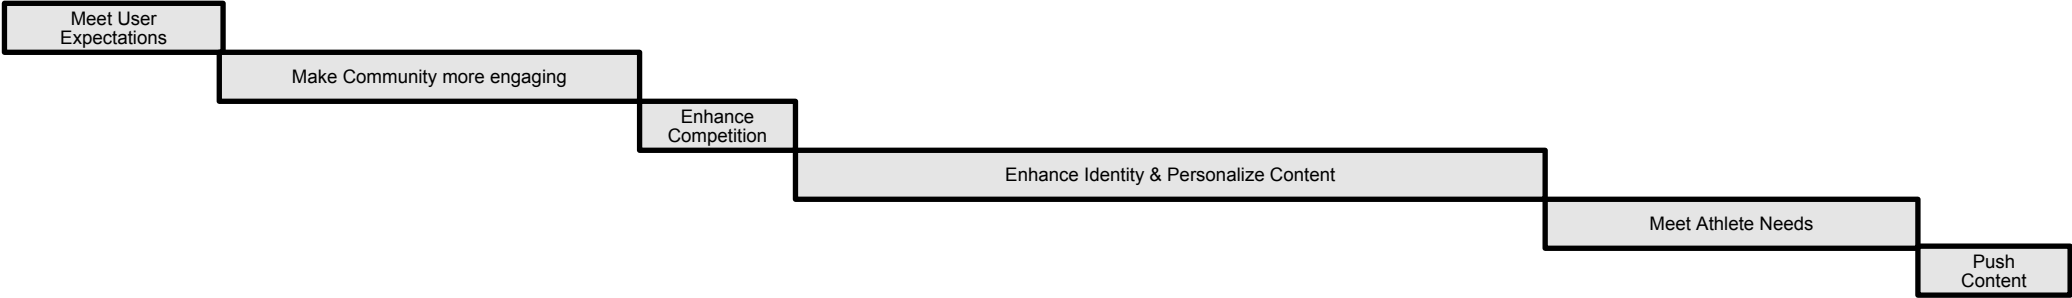 Meet User
Expectations
Make Community more engaging
Enhance
Competition
Enhance Identity & Personalize Content
Meet Athlete Needs
Push
Content